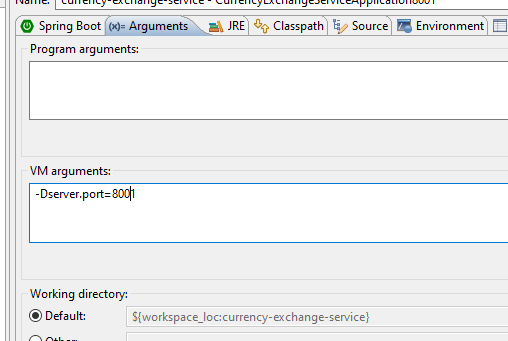 Name: currency-exchange-service - CurrencyExchangeServiceApplication8001
Spring Boot (x)= Arguments JRE Classpath Source Environment
Program arguments:
VM arguments:
-Dserver.port=8001
Working directory:
Default: ${workspace_loc:currency-exchange-service}
Other: